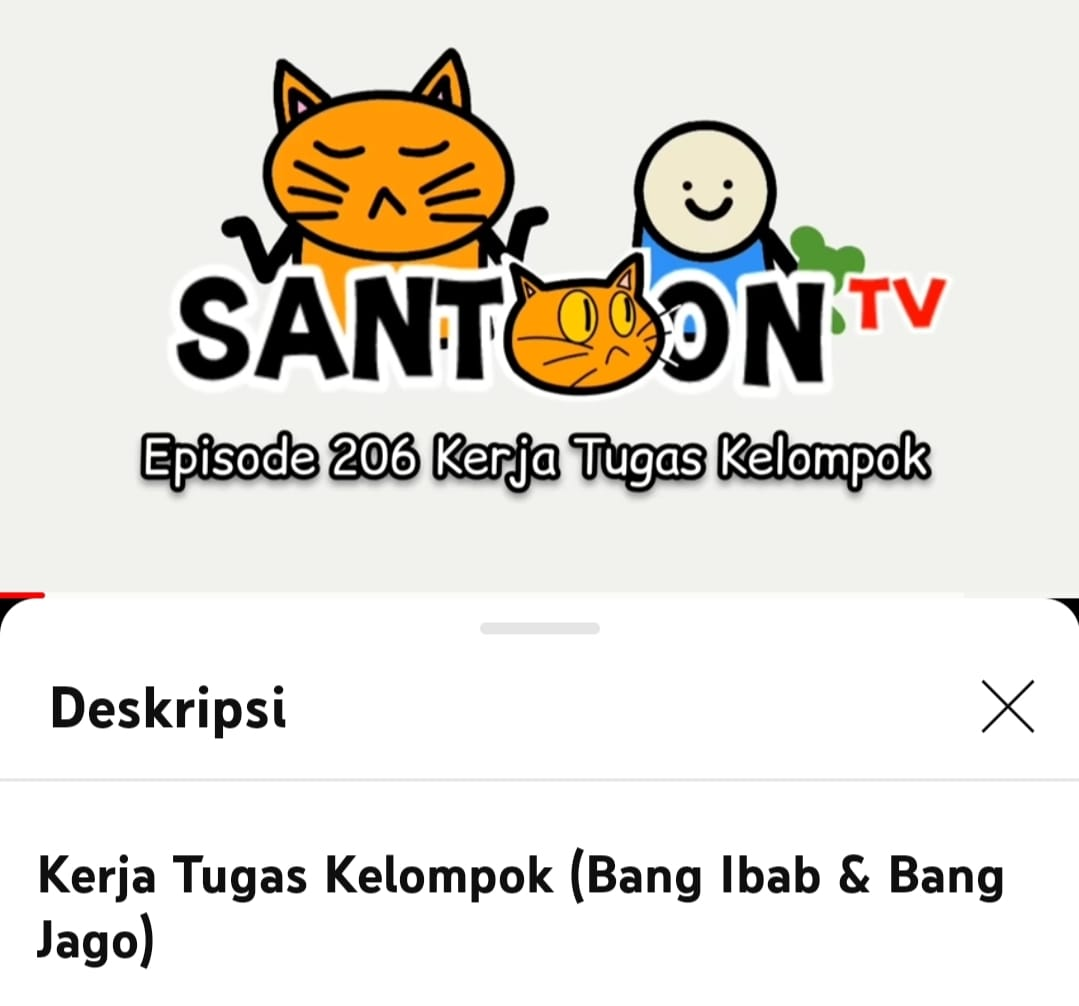 SANTOON TV
Episode 206 Kerja Tugas Kelompok
Deskripsi
Kerja Tugas Kelompok (Bang Ibab & Bang
Jago)